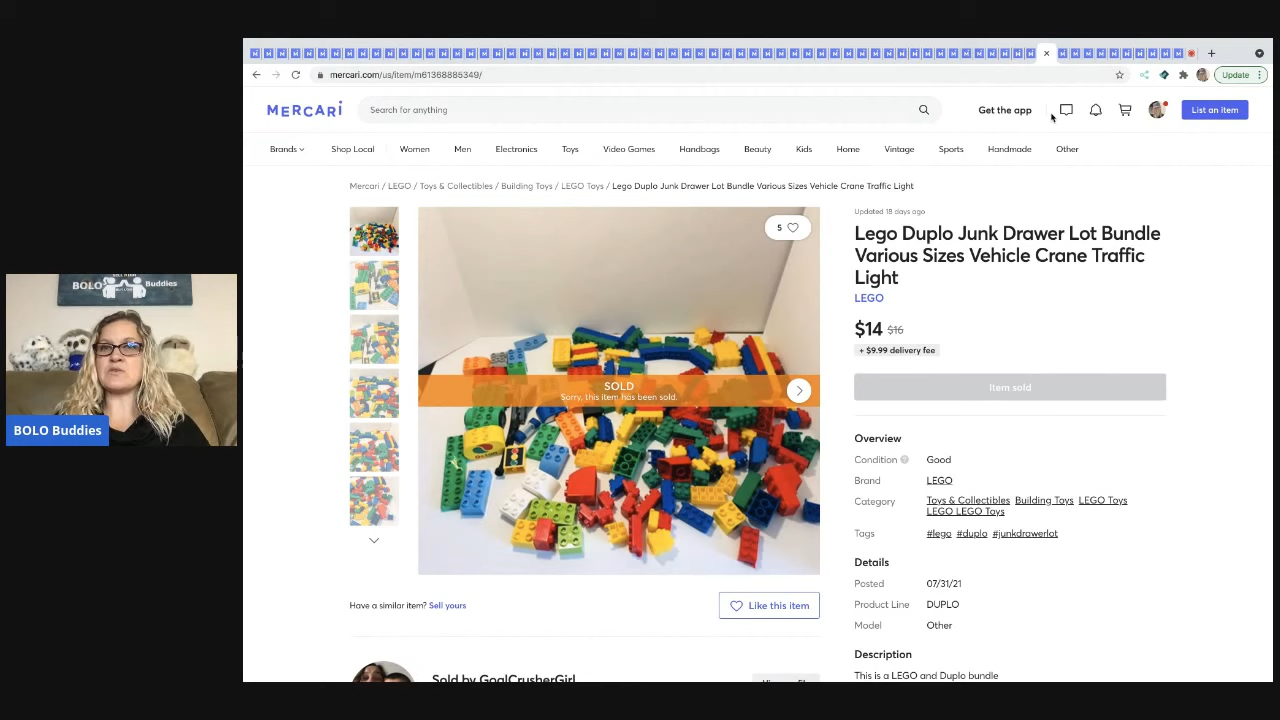 mercari.com/us/item/m61368885349/
Update
MERCARI
Search for anything
Get the app
List an item
Brands
Shop Local
Women
Men
Electronics
Toys
Video Games
Handbags
Beauty
Kids
Home
Vintage
Sports
Handmade
Other
Mercari / LEGO / Toys & Collectibles / Building Toys / LEGO Toys / Lego Duplo Junk Drawer Lot Bundle Various Sizes Vehicle Crane Traffic Light
5
SOLD
Sorry, this item has been sold.
Updated 18 days ago
Lego Duplo Junk Drawer Lot Bundle
Various Sizes Vehicle Crane Traffic
Light
LEGO
$14 $16
+ $9.99 delivery fee
Item sold
Overview
Condition Good
Brand LEGO
Category Toys & Collectibles Building Toys LEGO Toys
LEGO LEGO Toys
Tags #lego #duplo #junkdrawerlot
Details
Posted 07/31/21
Product Line DUPLO
Model Other
Description
This is a LEGO and Duplo bundle
Have a similar item? Sell yours
Like this item
Sold by GoalCrusherGirl
BOLO Buddies
BOLO Buddies